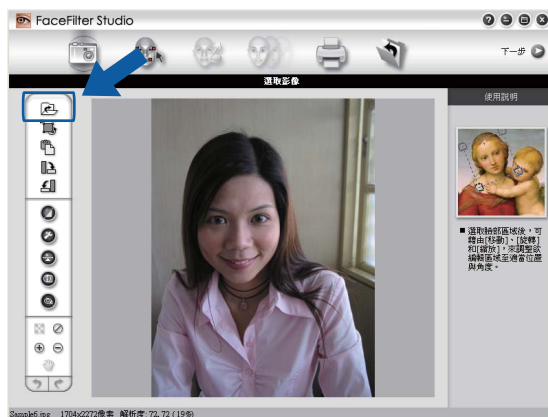 FaceFilter Studio
下一步
選取影像
使用說明
■ 選取臉部區域後，可
藉由[移動]、[旋轉]
和[縮放]，來調整欲
編輯區域至適當位置
與角度。
Sample6.jpg 1704x2272像素 解析度: 72, 72 (19%)